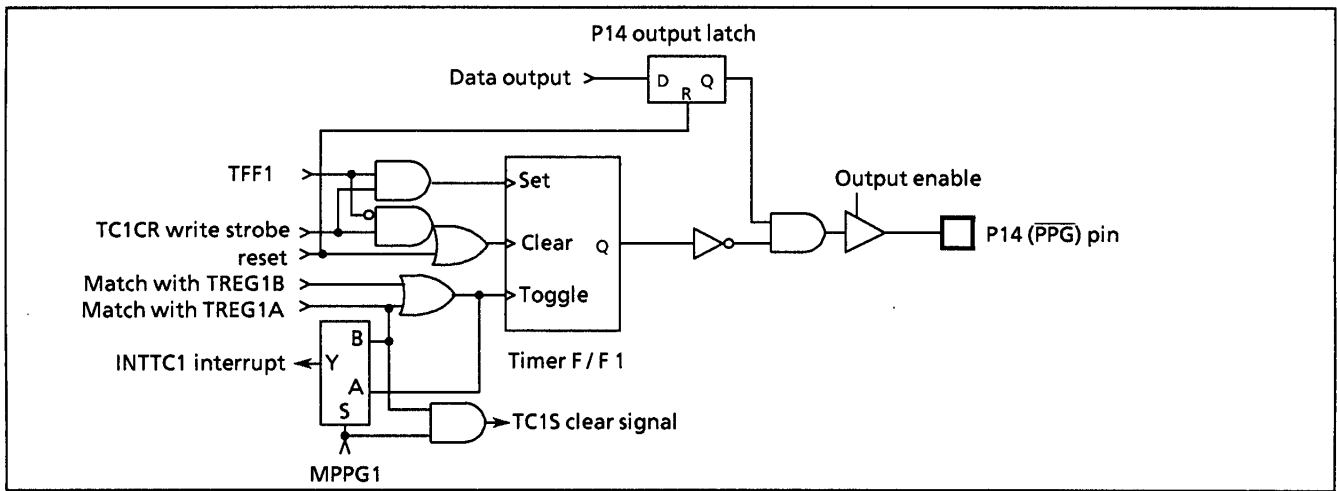 P14 output latch
Data output
D Q
R
TFF1
Set
Output enable
TC1CR write strobe
Clear
Q
P14 (PPG) pin
reset
Match with TREG1B
Toggle
Match with TREG1A
B
INTTC1 interrupt
Y
Timer F / F 1
A
S
TC1S clear signal
MPPG1